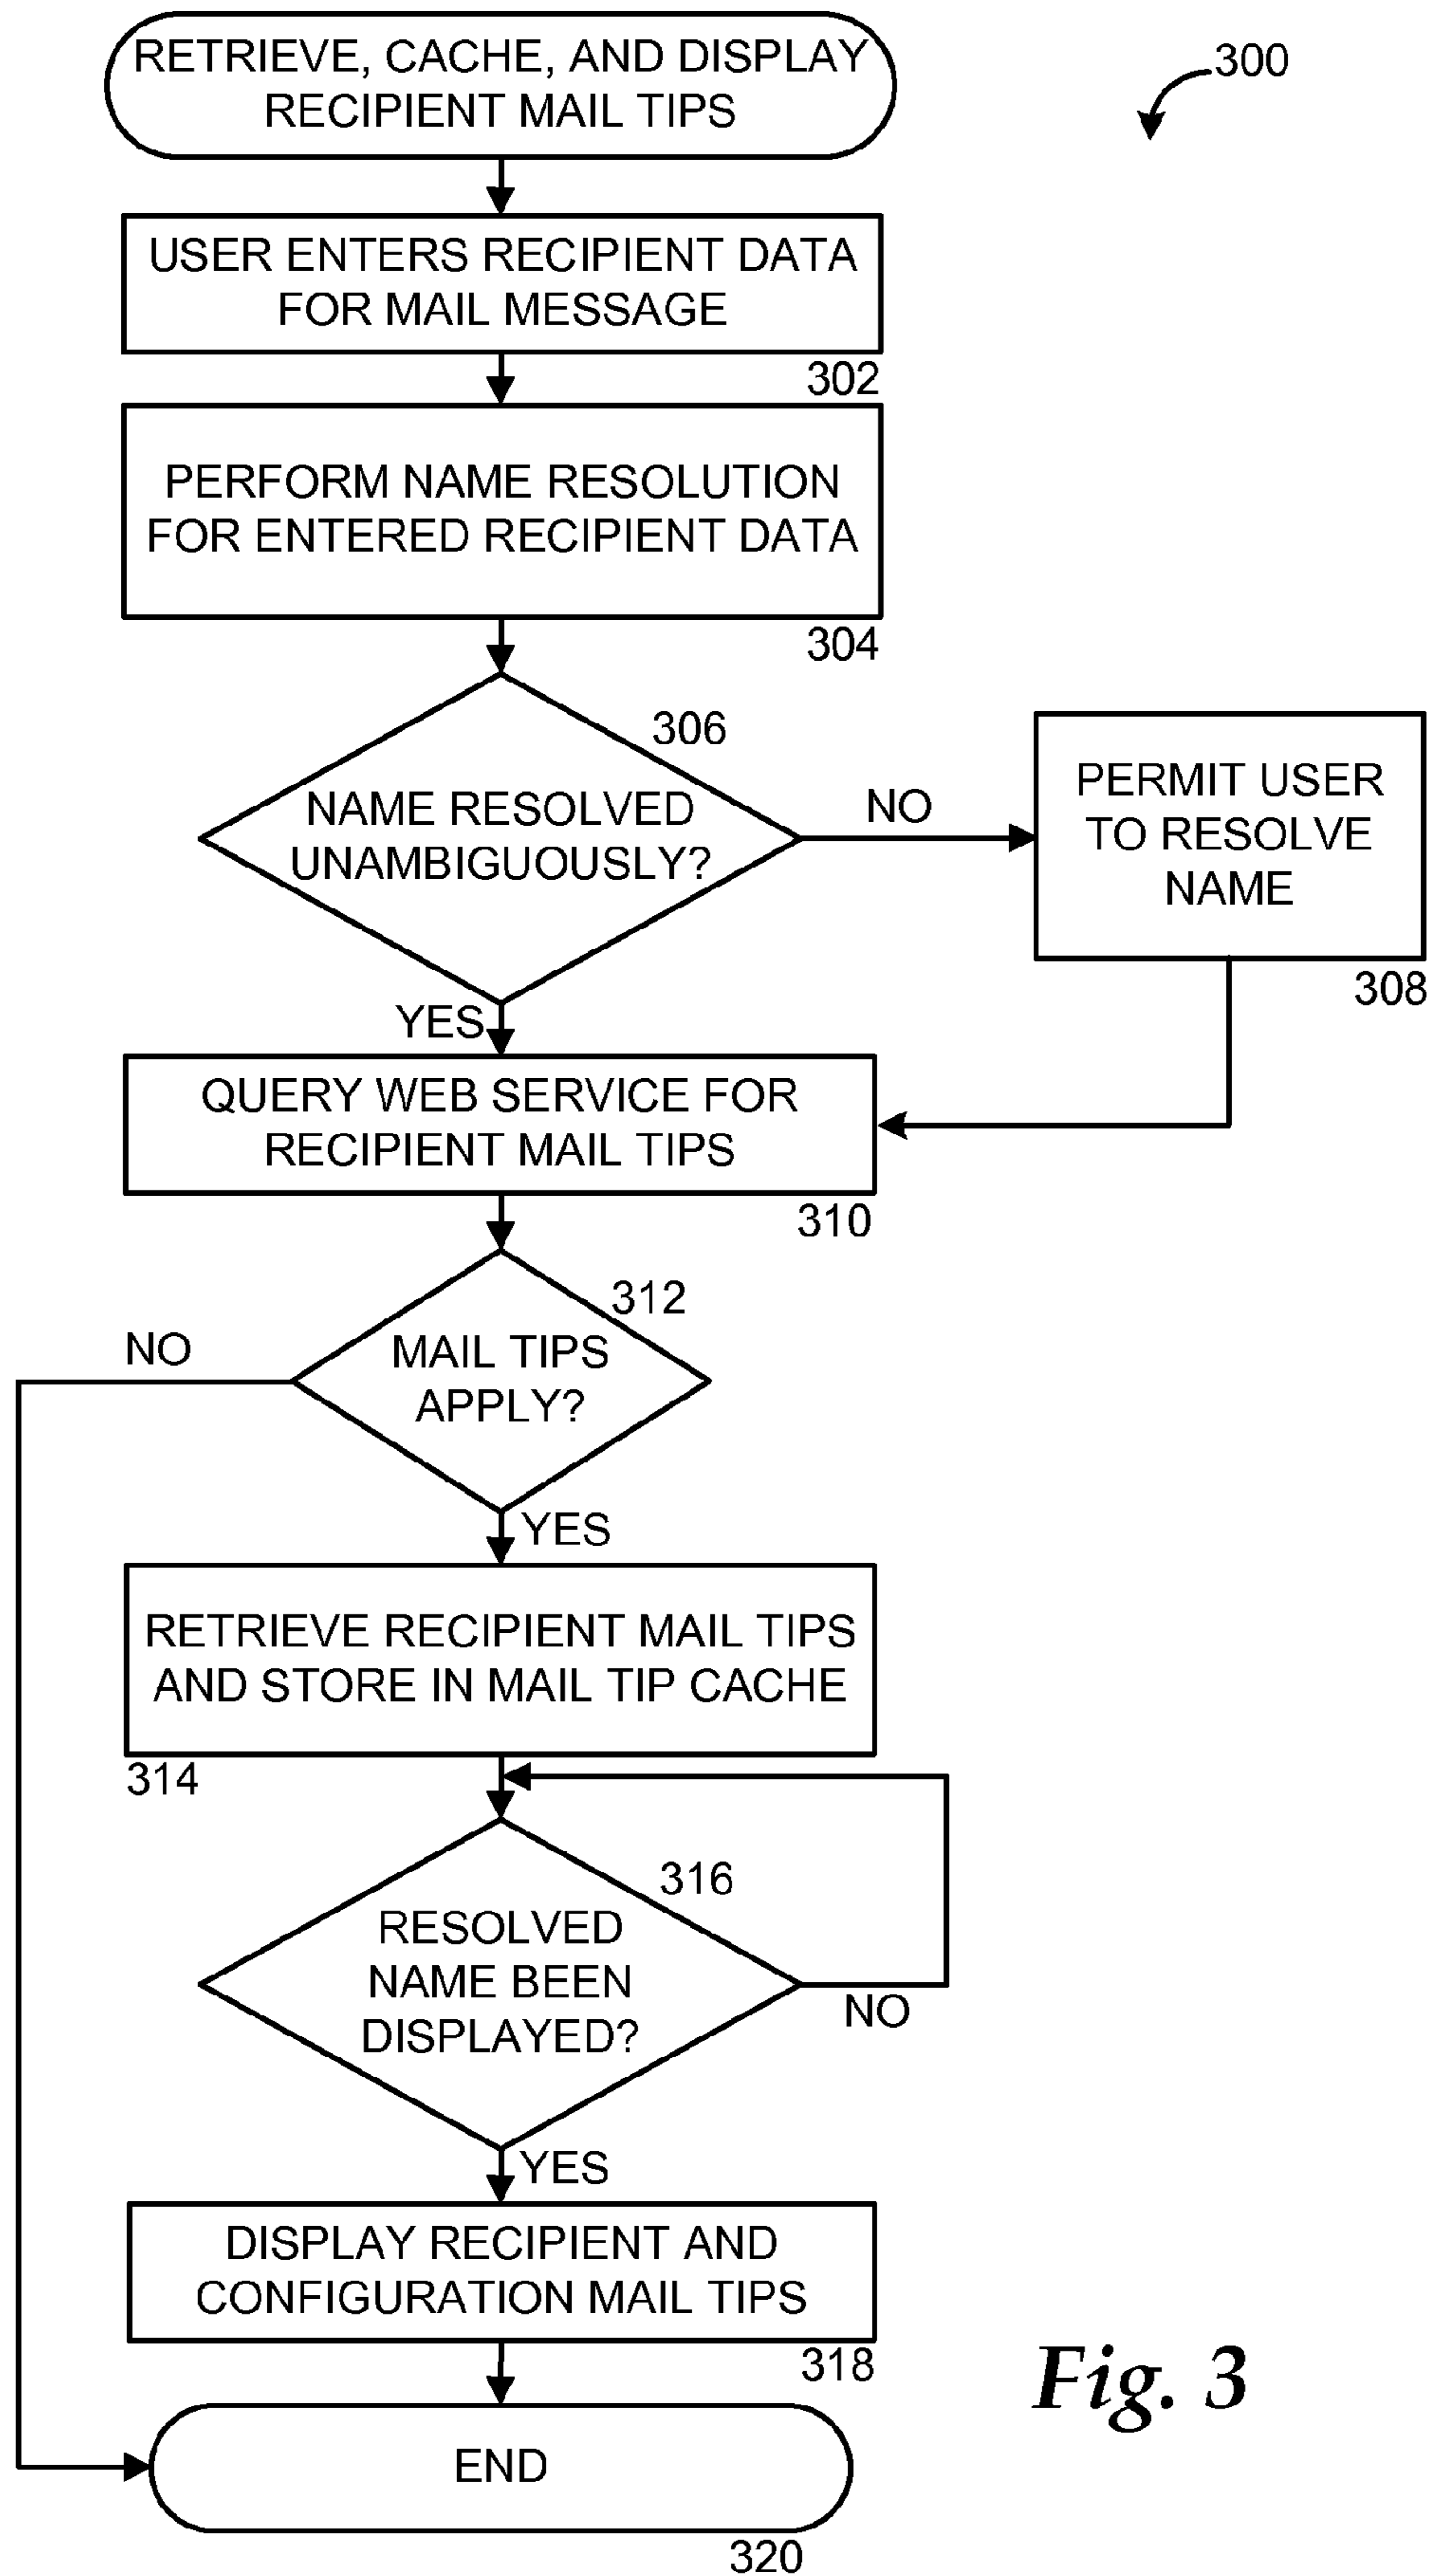 RETRIEVE, CACHE, AND DISPLAY
RECIPIENT MAIL TIPS
300
USER ENTERS RECIPIENT DATA
FOR MAIL MESSAGE
302
PERFORM NAME RESOLUTION
FOR ENTERED RECIPIENT DATA
304
306
NAME RESOLVED
UNAMBIGUOUSLY?
NO
PERMIT USER
TO RESOLVE
NAME
308
YES
QUERY WEB SERVICE FOR
RECIPIENT MAIL TIPS
310
312
MAIL TIPS
APPLY?
NO
YES
RETRIEVE RECIPIENT MAIL TIPS
AND STORE IN MAIL TIP CACHE
314
316
RESOLVED
NAME BEEN
DISPLAYED?
NO
YES
DISPLAY RECIPIENT AND
CONFIGURATION MAIL TIPS
318
END
320
Fig. 3